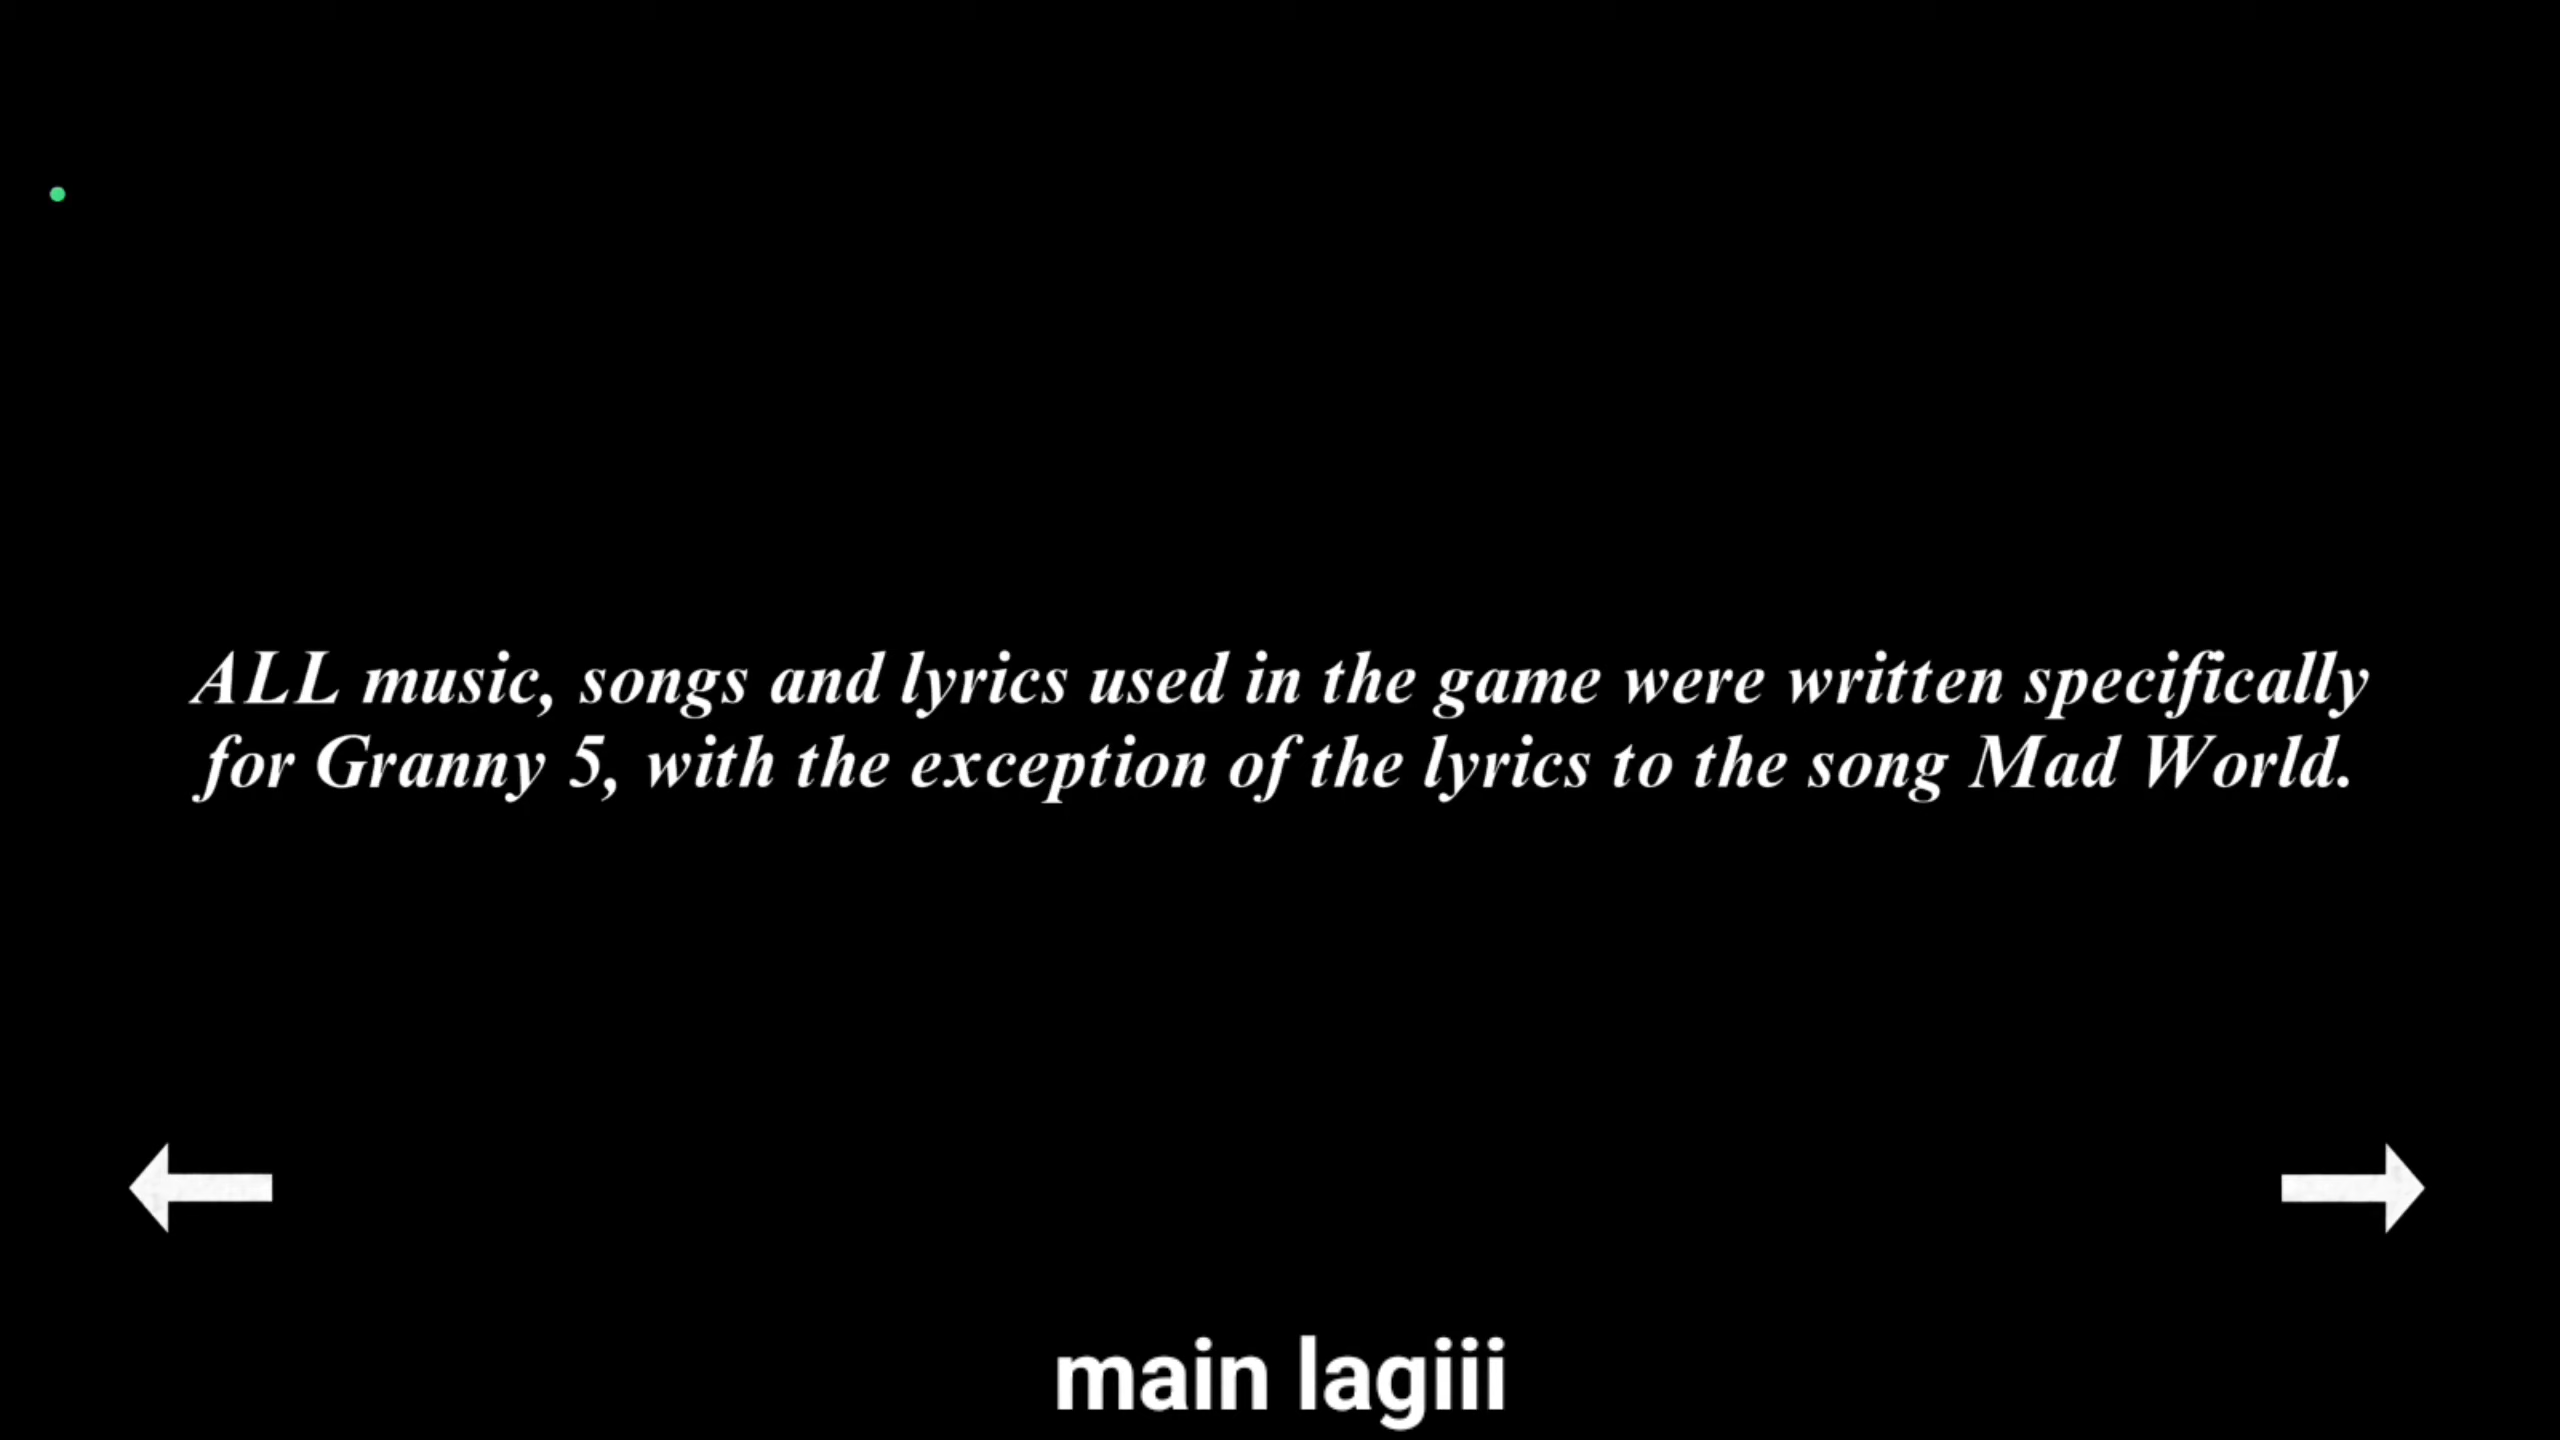 ALL music, songs and lyrics used in the game were written specifically
for Granny 5, with the exception of the lyrics to the song Mad World.
main lagiii